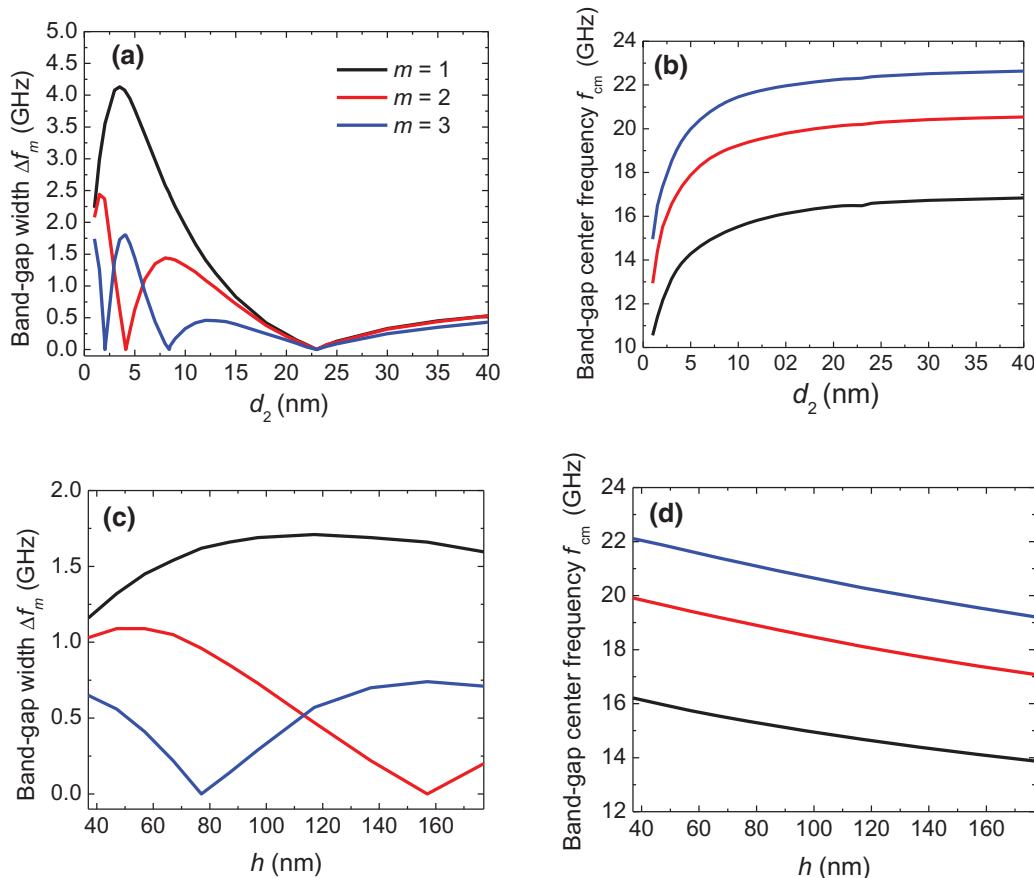 (a)
Band-gap width Δf_m (GHz)
5.0
4.5
4.0
3.5
3.0
2.5
2.0
1.5
1.0
0.5
0.0
m = 1
m = 2
m = 3
0 5 10 15 20 25 30 35 40
d_2 (nm)
(b)
Band-gap center frequency f_cm (GHz)
24
22
20
18
16
14
12
10
0 5 10 02 20 25 30 35 40
d_2 (nm)
(c)
Band-gap width Δf_m (GHz)
2.0
1.5
1.0
0.5
0.0
40 60 80 100 120 140 160
h (nm)
(d)
Band-gap center frequency f_cm (GHz)
24
22
20
18
16
14
12
40 60 80 100 120 140 160
h (nm)